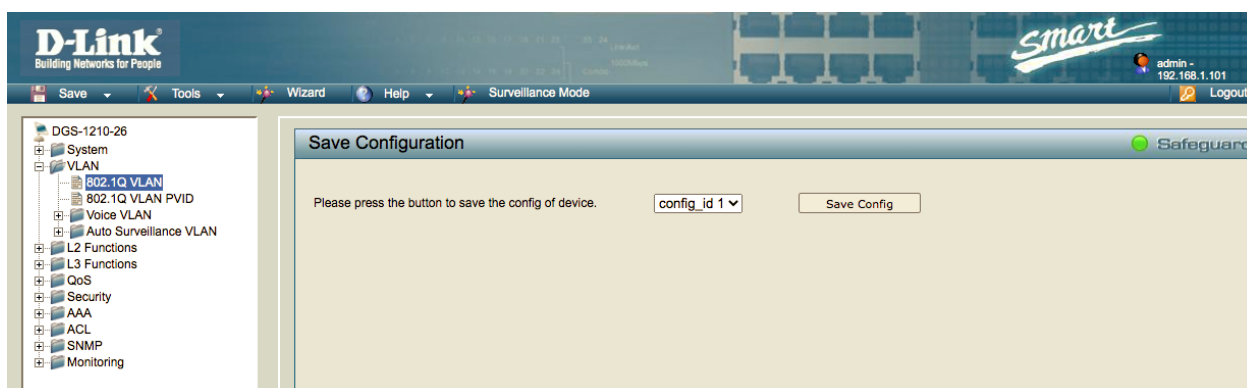 D-Link
Building Networks for People
smart
admin -
192.168.1.101
Save
Tools
Wizard
Help
Surveillance Mode
Logout
DGS-1210-26
System
VLAN
802.1Q VLAN
802.1Q VLAN PVID
Voice VLAN
Auto Surveillance VLAN
L2 Functions
L3 Functions
QoS
Security
AAA
ACL
SNMP
Monitoring
Save Configuration
Safeguard
Please press the button to save the config of device.
config_id 1
Save Config